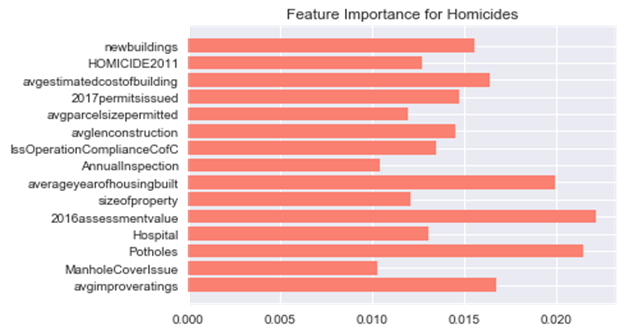 Feature Importance for Homicides
newbuildings
HOMICIDE2011
avgestimatedcostofbuilding
2017permitsissued
avgparcelsizepermitted
avglenconstruction
IssOperationComplianceCofC
AnnualInspection
averageyearofhousingbuilt
sizeofproperty
2016assessmentvalue
Hospital
Potholes
ManholeCoverIssue
avgimproveratings
0.000 0.005 0.010 0.015 0.020